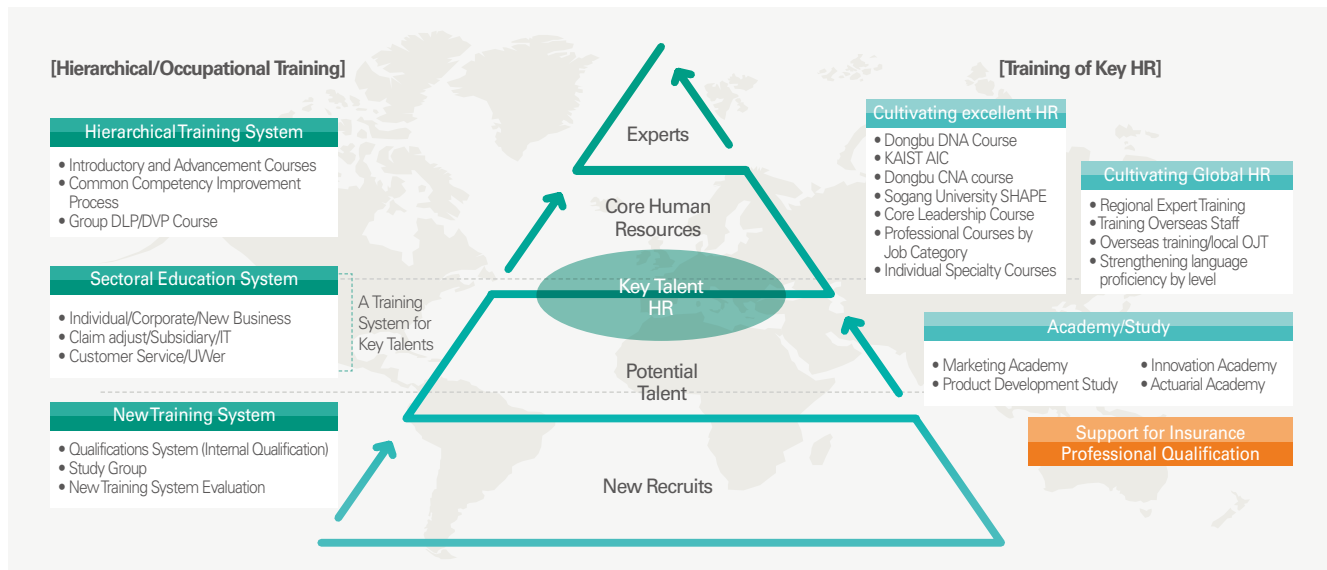 [Hierarchical/Occupational Training]
Hierarchical Training System
• Introductory and Advancement Courses
• Common Competency Improvement
Process
• Group DLP/DVP Course
Sectoral Education System
• Individual/Corporate/New Business
• Claim adjust/Subsidiary/IT
• Customer Service/UWer
A Training
System for
Key Talents
New Training System
• Qualifications System (Internal Qualification)
• Study Group
• New Training System Evaluation
Experts
Core Human
Resources
Key Talent
HR
Potential
Talent
New Recruits
[Training of Key HR]
Cultivating excellent HR
• Dongbu DNA Course
• KAIST AIC
• Dongbu CNA course
• Sogang University SHAPE
• Core Leadership Course
• Professional Courses by
Job Category
• Individual Specialty Courses
Cultivating Global HR
• Regional Expert Training
• Training Overseas Staff
• Overseas training/local OJT
• Strengthening language
proficiency by level
Academy/Study
• Marketing Academy
• Product Development Study
• Innovation Academy
• Actuarial Academy
Support for Insurance
Professional Qualification